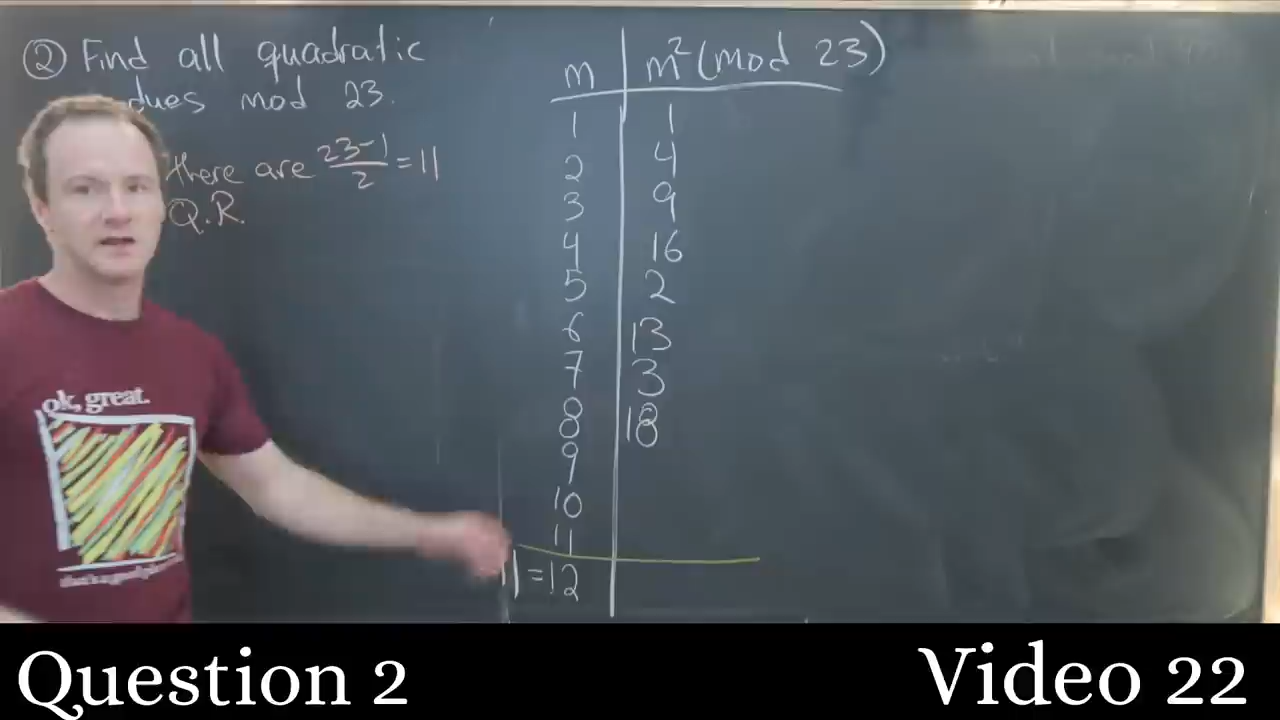 ② Find all quadratic
dues mod 23.
there are 23-1/2 = 11
Q.R.
m m² (mod 23)
1 1
2 4
3 9
4 16
5 2
6 13
7 3
8 18
9
10
11
11 = 12
ok, great.
Question 2
Video 22